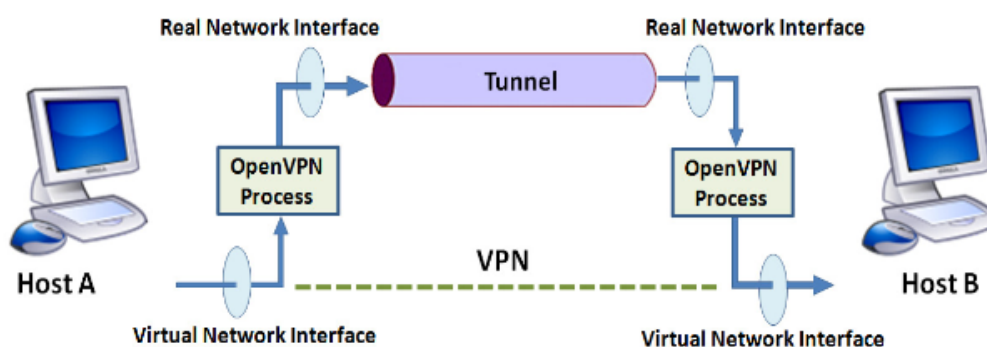 Real Network Interface
Real Network Interface
Tunnel
OpenVPN
Process
OpenVPN
Process
Host A
VPN
Host B
Virtual Network Interface
Virtual Network Interface